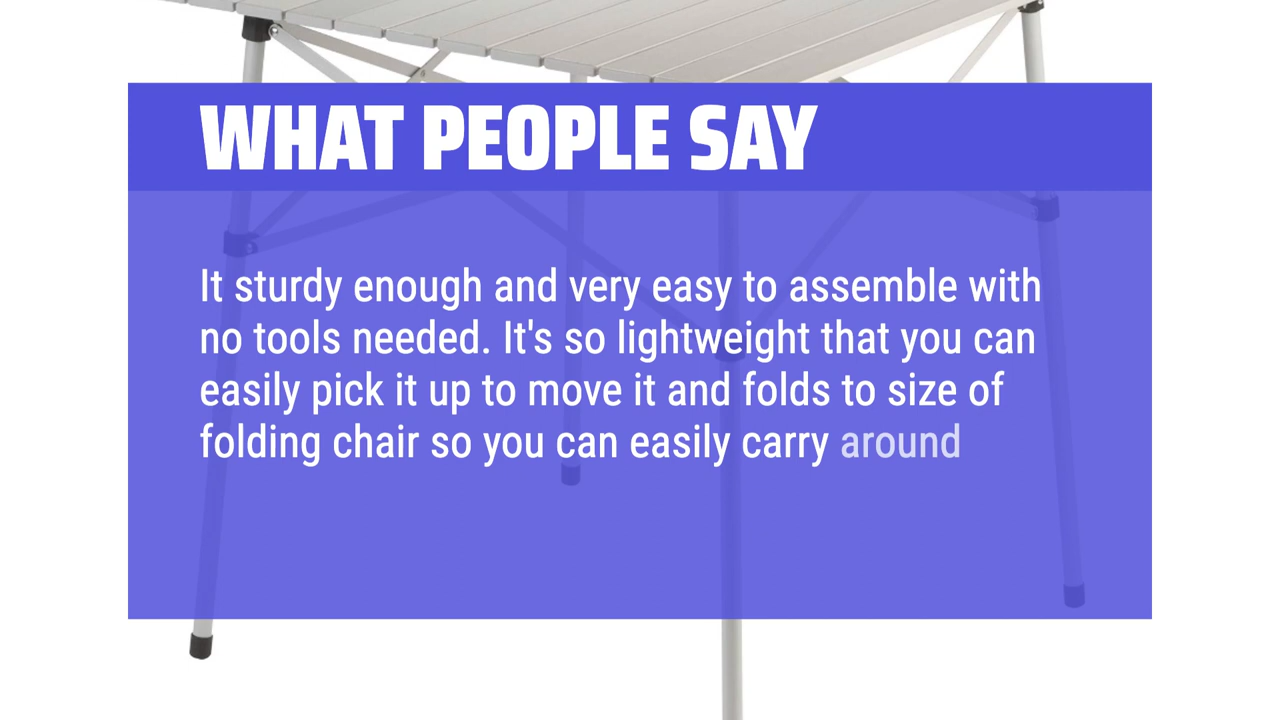 WHAT PEOPLE SAY
It sturdy enough and very easy to assemble with
no tools needed. It's so lightweight that you can
easily pick it up to move it and folds to size of
folding chair so you can easily carry around